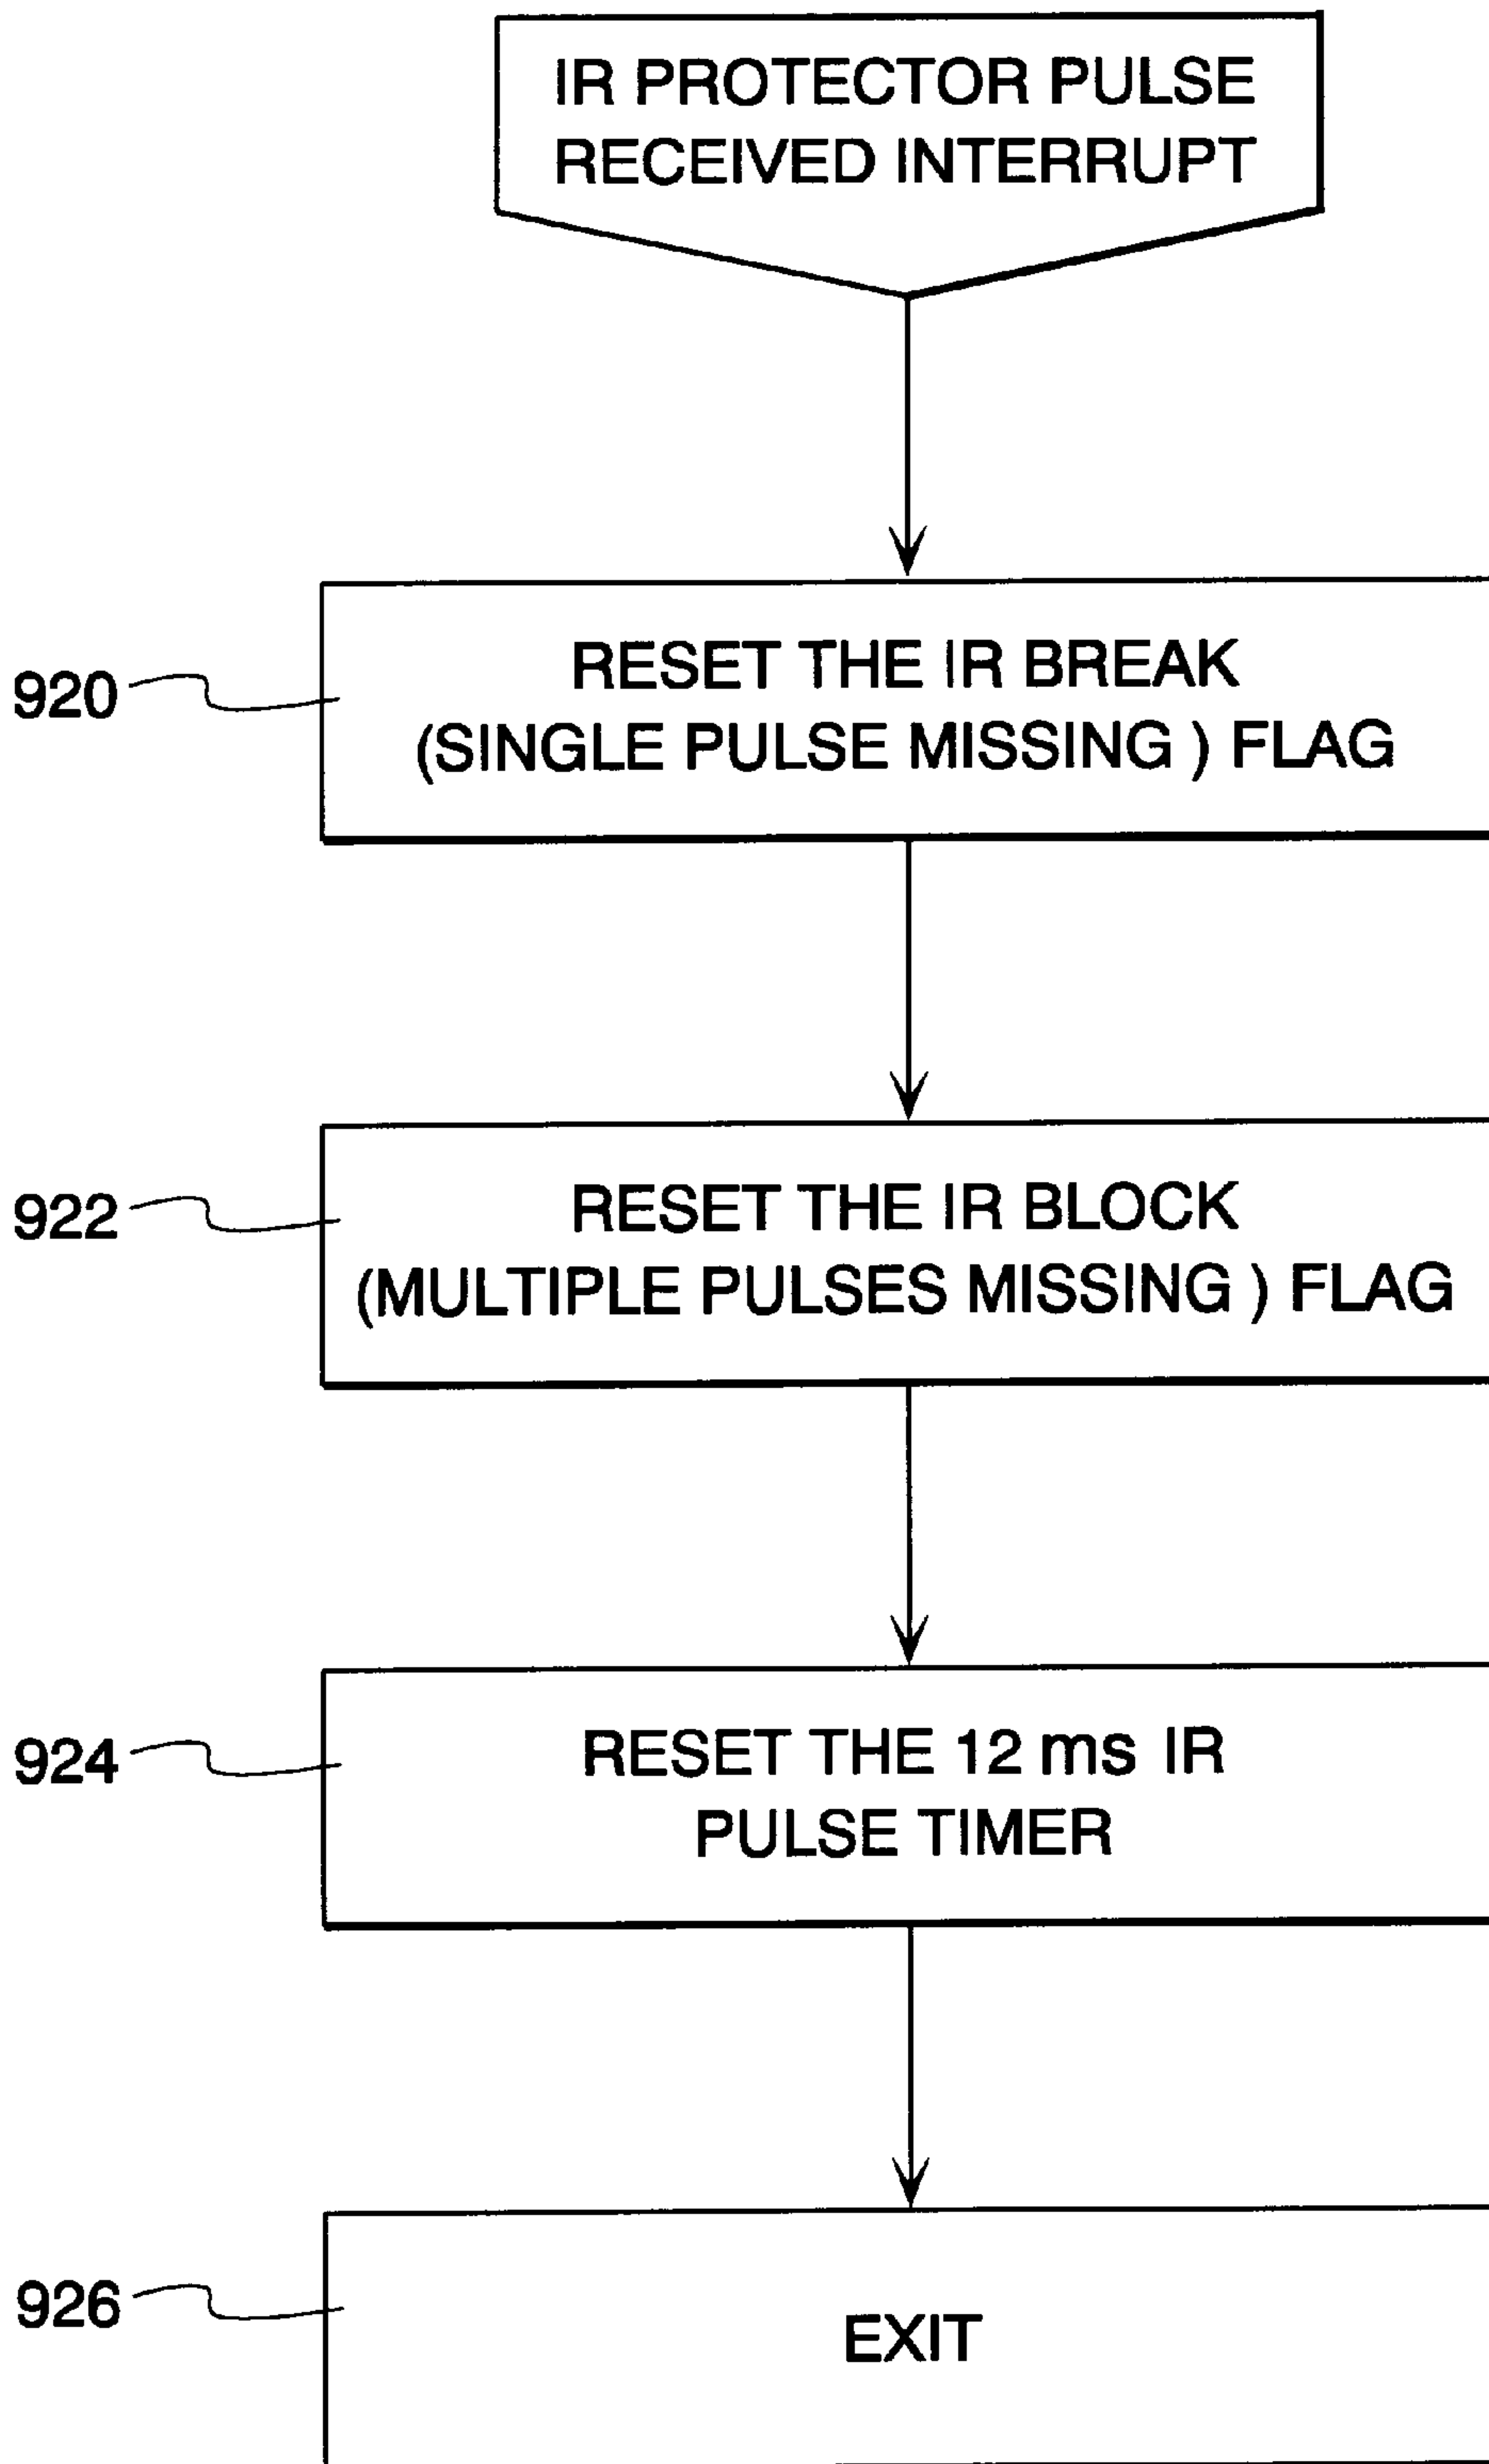 IR PROTECTOR PULSE
RECEIVED INTERRUPT
920
RESET THE IR BREAK
(SINGLE PULSE MISSING ) FLAG
922
RESET THE IR BLOCK
(MULTIPLE PULSES MISSING ) FLAG
924
RESET THE 12 ms IR
PULSE TIMER
926
EXIT